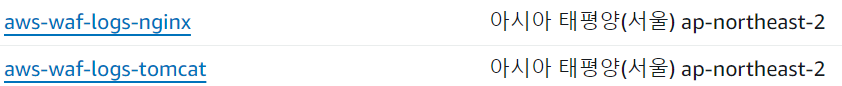 aws-waf-logs-nginx 아시아 태평양(서울) ap-northeast-2
aws-waf-logs-tomcat 아시아 태평양(서울) ap-northeast-2